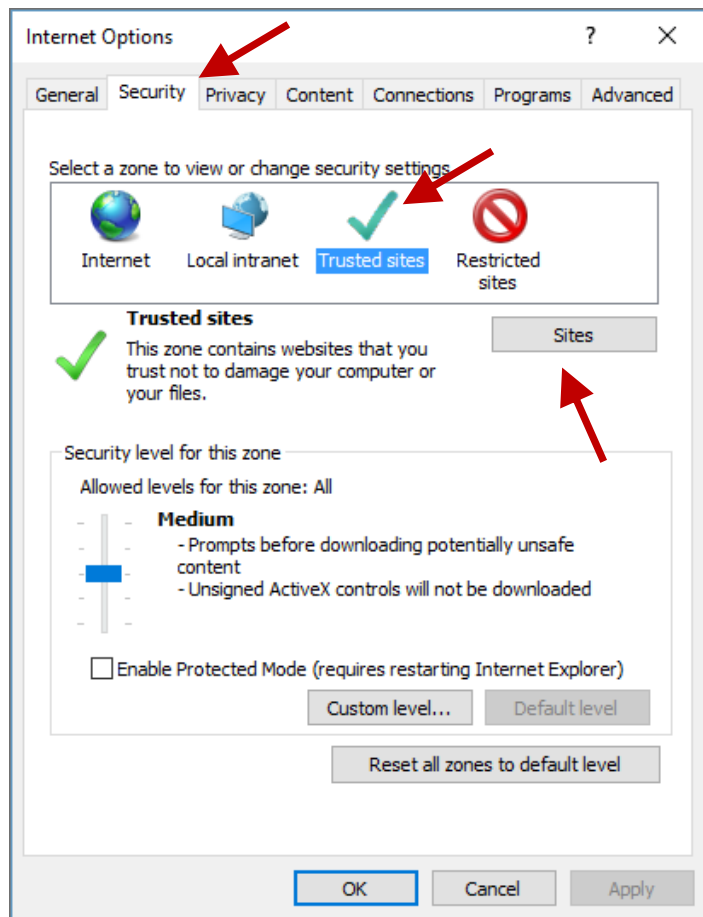 Internet Options
?
General Security Privacy Content Connections Programs Advanced
Select a zone to view or change security settings.
Internet
Local intranet
Trusted sites
Restricted
sites
Trusted sites
This zone contains websites that you
trust not to damage your computer or
your files.
Sites
Security level for this zone
Allowed levels for this zone: All
Medium
- Prompts before downloading potentially unsafe
content
- Unsigned ActiveX controls will not be downloaded
Enable Protected Mode (requires restarting Internet Explorer)
Custom level...
Default level
Reset all zones to default level
OK
Cancel
Apply